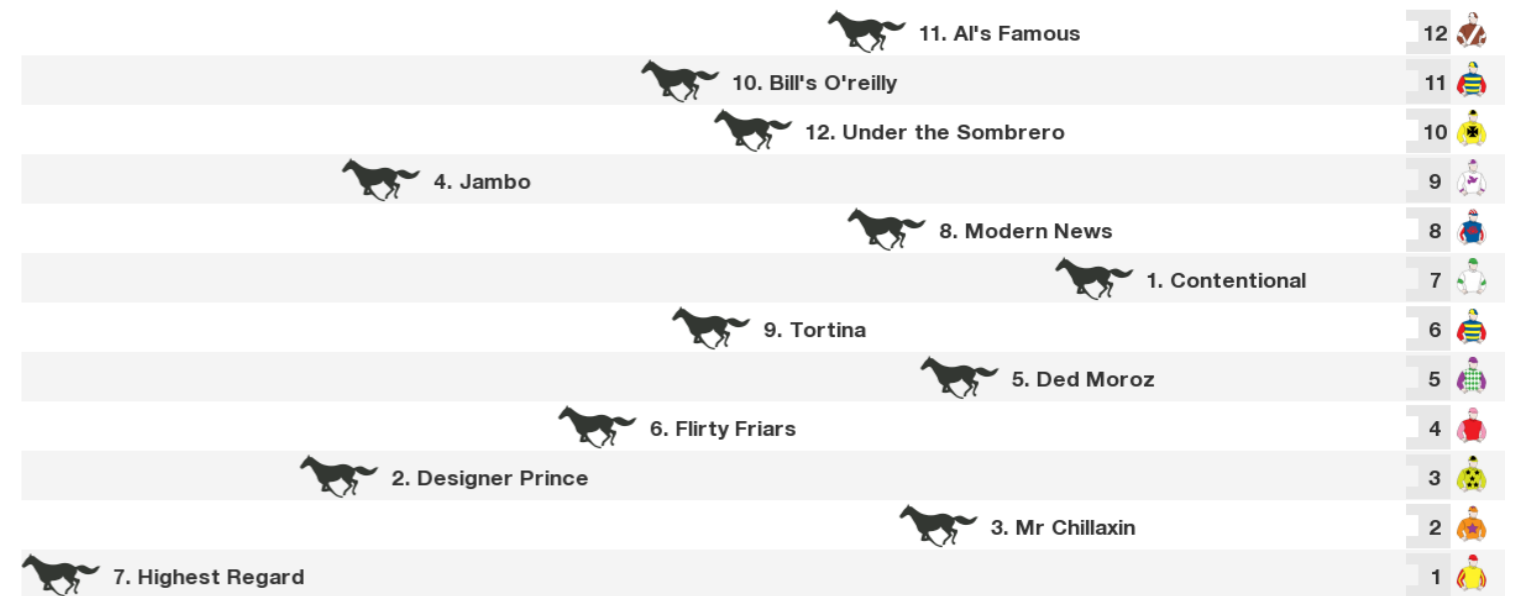 11. Al's Famous 12
10. Bill's O'reilly 11
12. Under the Sombrero 10
4. Jambo 9
8. Modern News 8
1. Contentional 7
9. Tortina 6
5. Ded Moroz 5
6. Flirty Friars 4
2. Designer Prince 3
3. Mr Chillaxin 2
7. Highest Regard 1